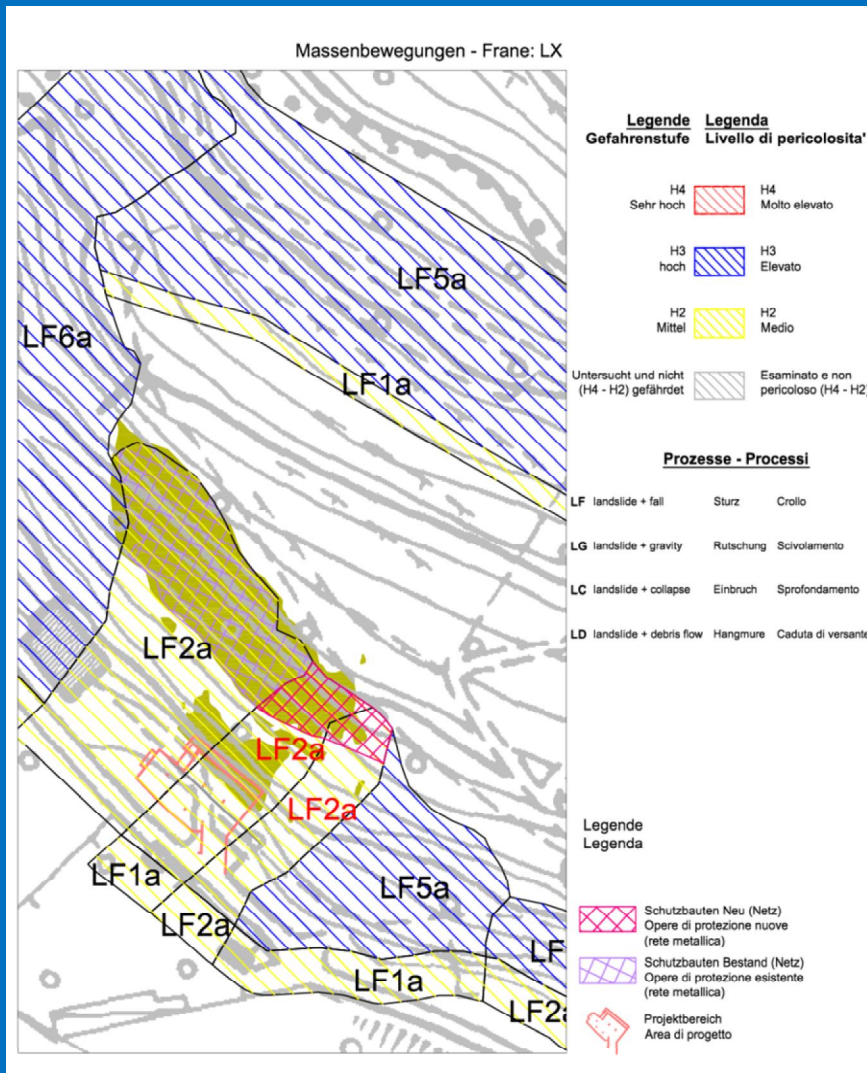 Massenbewegungen - Frane: LX
Legende Legenda
Gefahrenstufe Livello di pericolosita'
H4 H4
Sehr hoch Molto elevato
H3 H3
hoch Elevato
H2 H2
Mittel Medio
Untersucht und nicht Esaminato e non
(H4 - H2) gefährdet pericoloso (H4 - H2)
Prozesse - Processi
LF landslide + fall Sturz Crollo
LG landslide + gravity Rutschung Scivolamento
LC landslide + collapse Einbruch Sprofondamento
LD landslide + debris flow Hangmure Caduta di versante
LF5a
LF6a
LF1a
LF2a
LF2a
LF2a
LF1a
LF5a
LF2a
LF
LF1a
LF2a
Legende
Legenda
Schutzbauten Neu (Netz)
Opere di protezione nuove
(rete metallica)
Schutzbauten Bestand (Netz)
Opere di protezione esistente
(rete metallica)
Projektbereich
Area di progetto